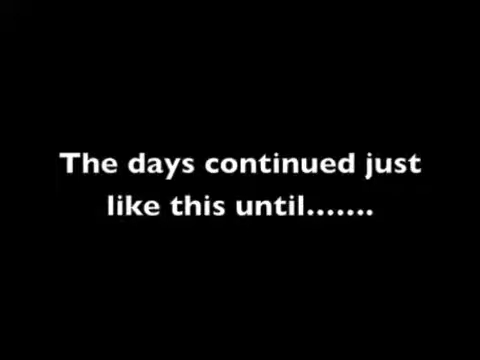 The days continued just
like this until.......